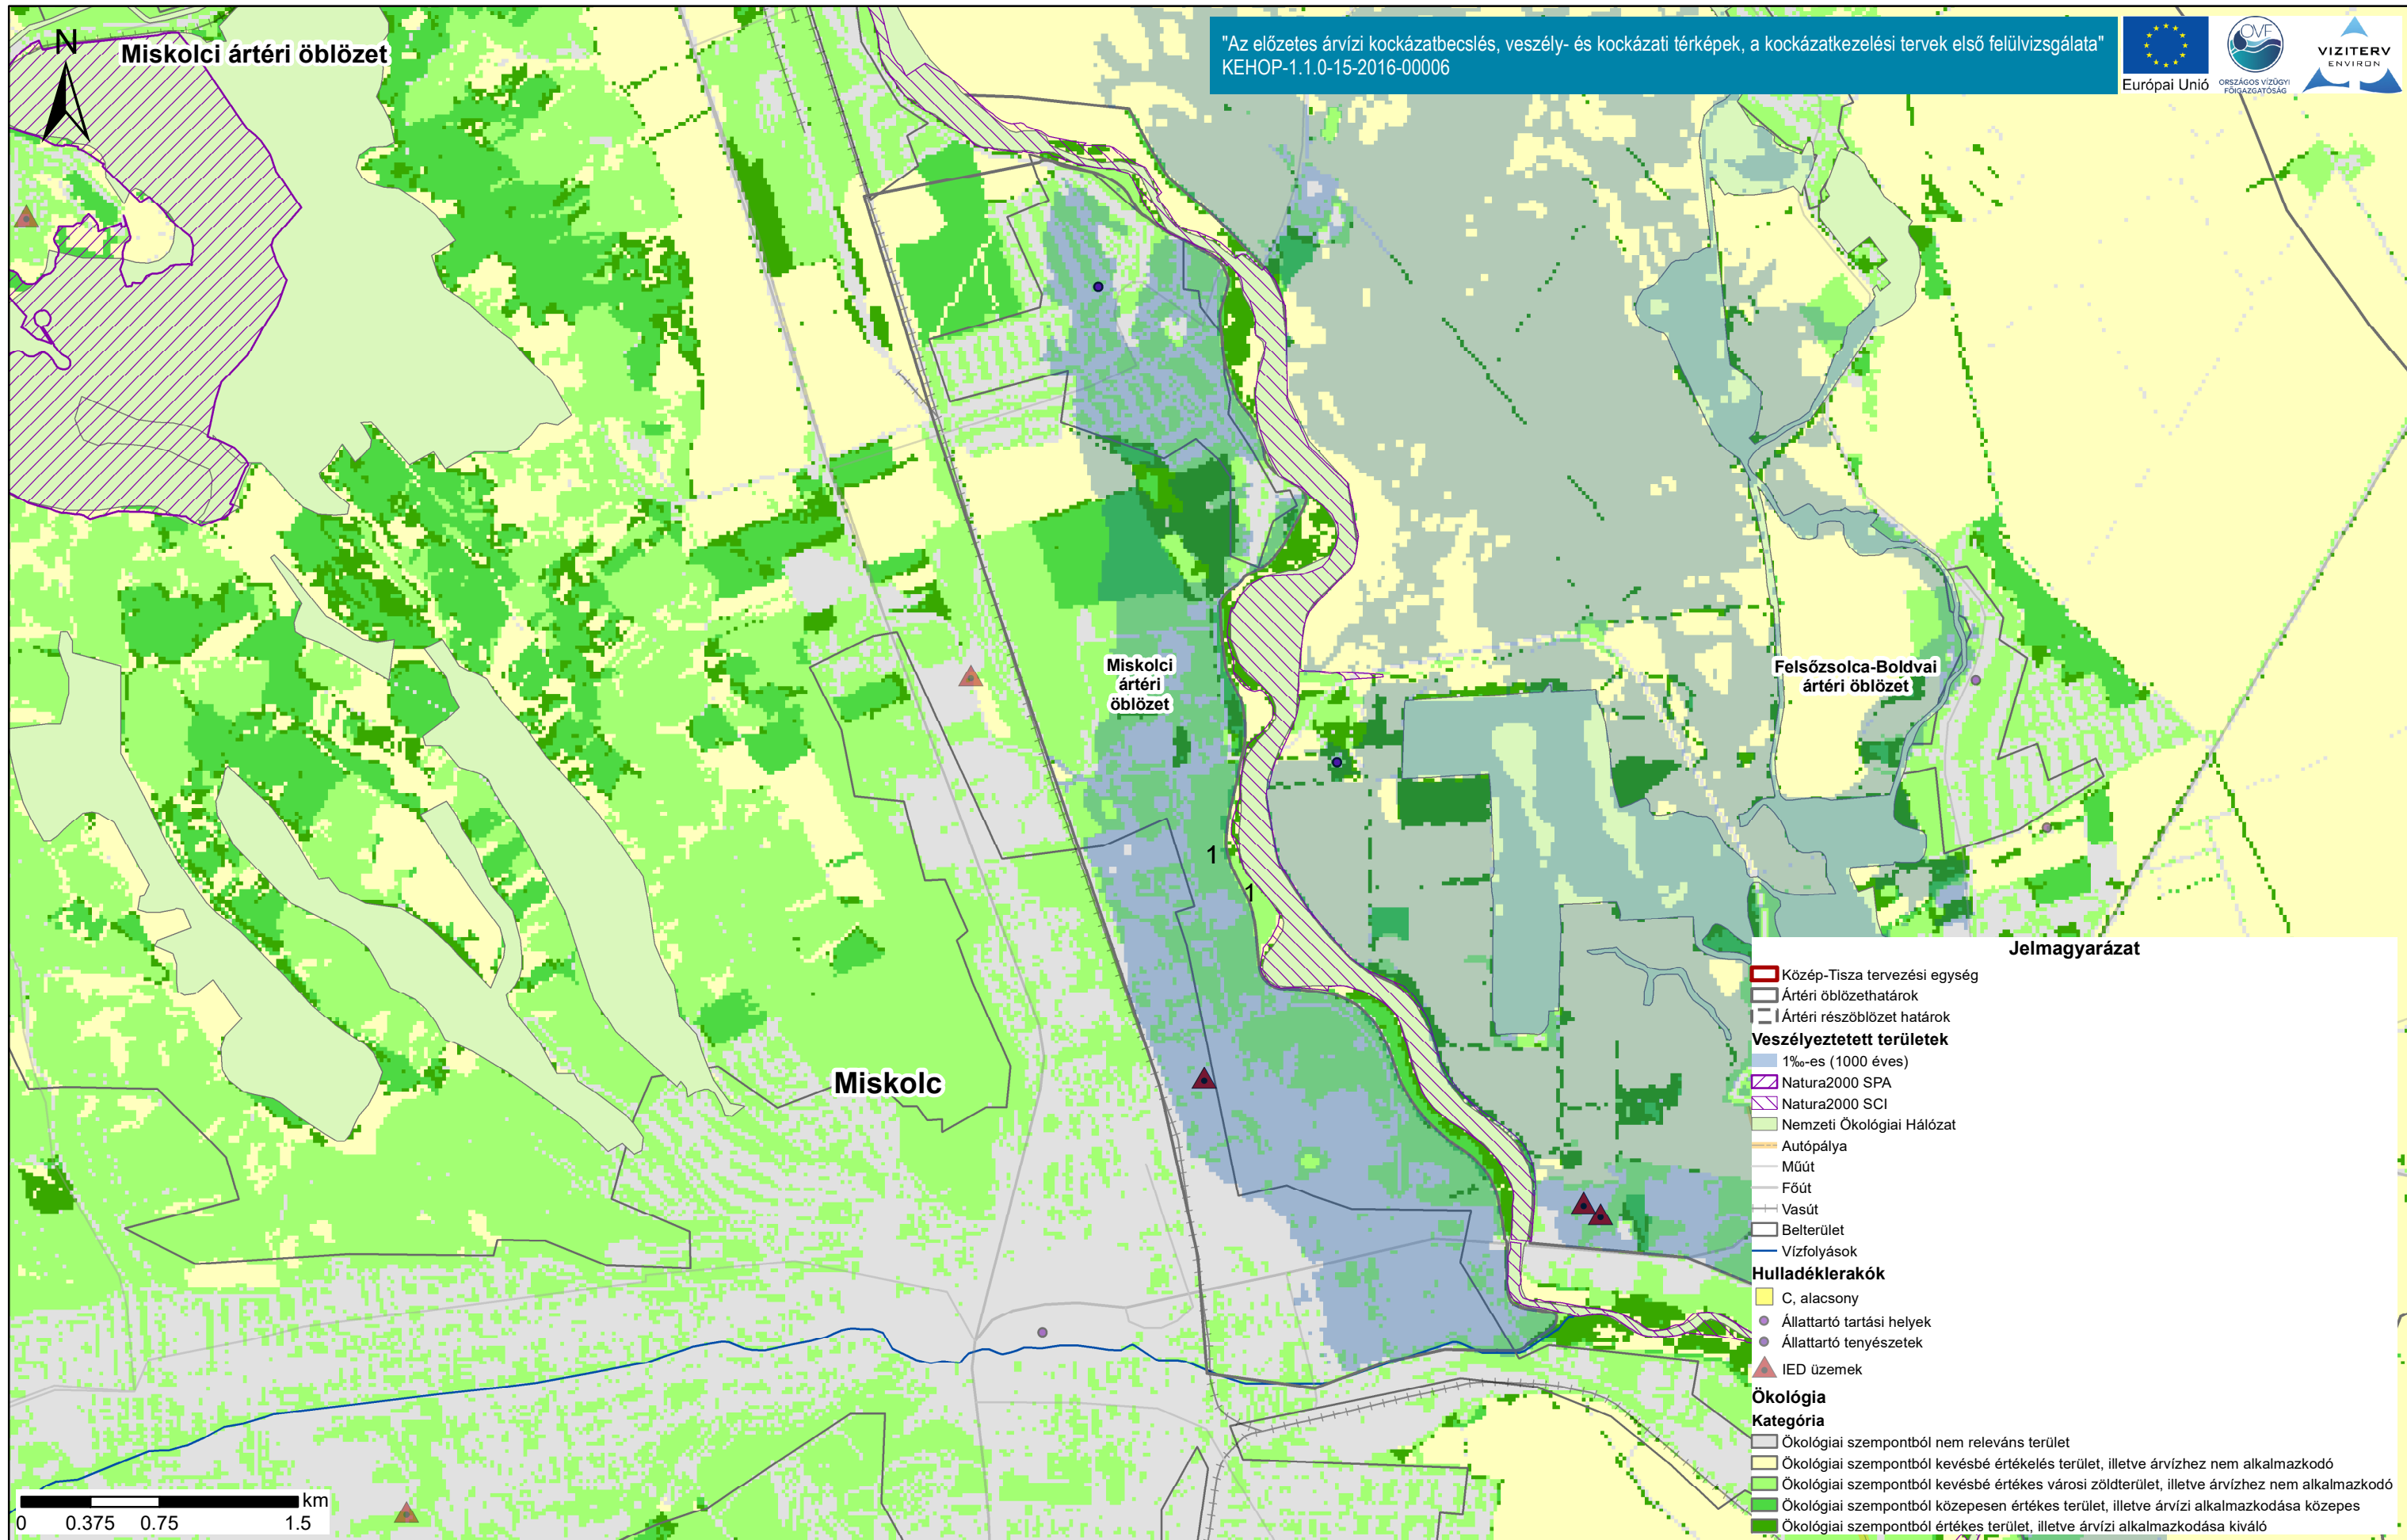 N
Miskolci ártéri öblözet
"Az előzetes árvízi kockázatbecslés, veszély- és kockázati térképek, a kockázatkezelési tervek első felülvizsgálata"
KEHOP-1.1.0-15-2016-00006
Európai Unió
OVF
ORSZÁGOS VÍZÜGYI
FŐIGAZGATÓSÁG
VIZITERV
ENVIRON
Miskolci
ártéri
öblözet
Felsőzsolca-Boldvai
ártéri öblözet
1
1
Miskolc
Jelmagyarázat
Közép-Tisza tervezési egység
Ártéri öblözethatárok
Ártéri részöblözet határok
Veszélyeztetett területek
1‰-es (1000 éves)
Natura2000 SPA
Natura2000 SCI
Nemzeti Ökológiai Hálózat
Autópálya
Műút
Főút
Vasút
Belterület
Vízfolyások
Hulladéklerakók
C, alacsony
Állattartó tartási helyek
Állattartó tenyészetek
IED üzemek
Ökológia
Kategória
Ökológiai szempontból nem releváns terület
Ökológiai szempontból kevésbé értékelés terület, illetve árvízhez nem alkalmazkodó
Ökológiai szempontból kevésbé értékes városi zöldterület, illetve árvízhez nem alkalmazkodó
Ökológiai szempontból közepesen értékes terület, illetve árvízi alkalmazkodása közepes
Ökológiai szempontból értékes terület, illetve árvízi alkalmazkodása kiváló
km
0 0.375 0.75 1.5